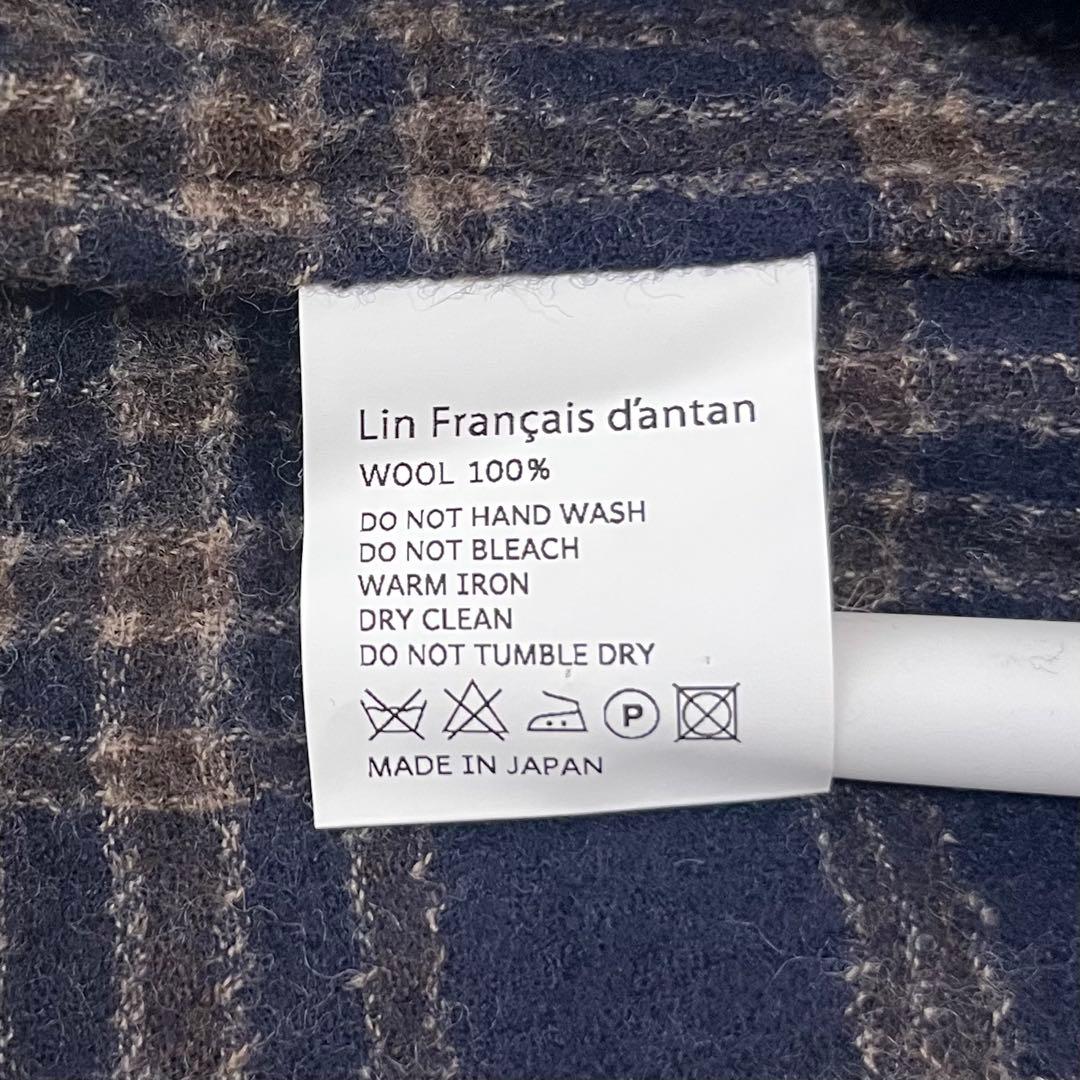 Lin Français d'antan
WOOL 100%
DO NOT HAND WASH
DO NOT BLEACH
WARM IRON
DRY CLEAN
DO NOT TUMBLE DRY
P
MADE IN JAPAN